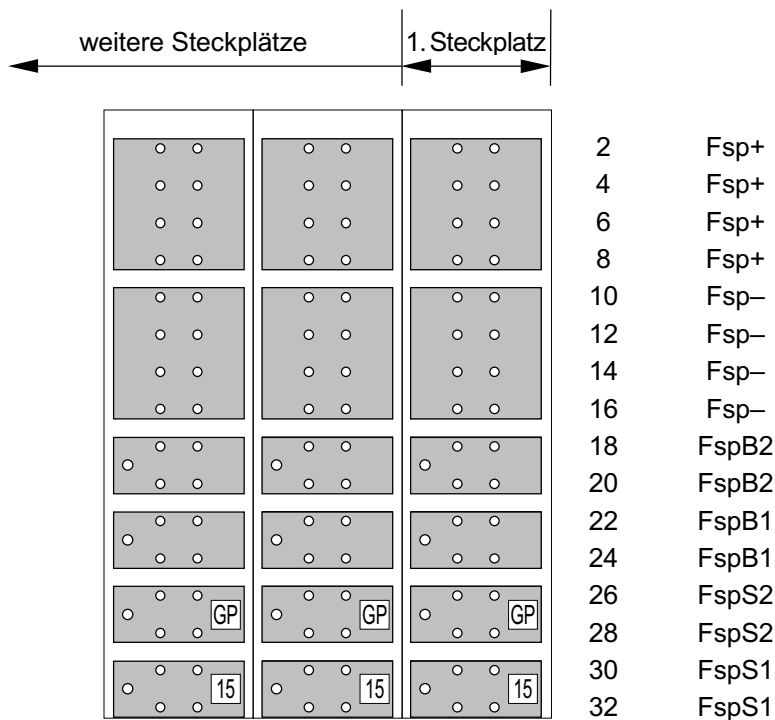 weitere Steckplätze 1. Steckplatz
2 Fsp+
4 Fsp+
6 Fsp+
8 Fsp+
10 Fsp–
12 Fsp–
14 Fsp–
16 Fsp–
18 FspB2
20 FspB2
22 FspB1
24 FspB1
GP GP GP 26 FspS2
28 FspS2
15 15 15 30 FspS1
32 FspS1